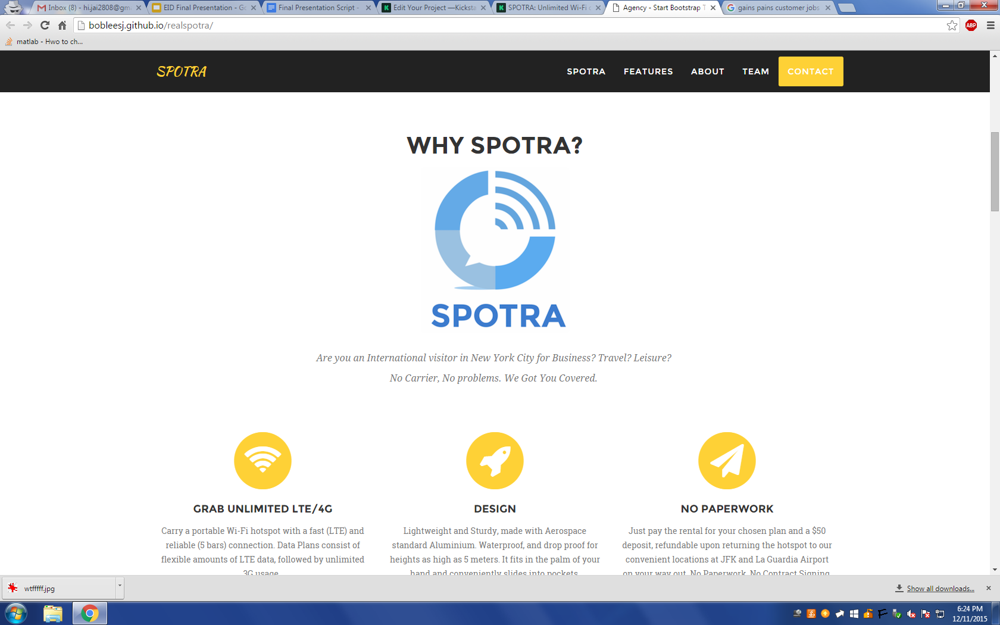 Inbox (8) - hi.jai2808@gm
EID Final Presentation - Go
Final Presentation Script -
Edit Your Project —Kicksta
SPOTRA: Unlimited Wi-Fi o
Agency - Start Bootstrap T
gains pains customer jobs
bobleesj.github.io/realspotra/
ABP
matlab - Hwo to ch...
SPOTRA
SPOTRA
FEATURES
ABOUT
TEAM
CONTACT
WHY SPOTRA?
SPOTRA
Are you an International visitor in New York City for Business? Travel? Leisure?
No Carrier, No problems. We Got You Covered.
GRAB UNLIMITED LTE/4G
Carry a portable Wi-Fi hotspot with a fast (LTE) and
reliable (5 bars) connection. Data Plans consist of
flexible amounts of LTE data, followed by unlimited
3G usage
DESIGN
Lightweight and Sturdy, made with Aerospace
standard Aluminium. Waterproof, and drop proof for
heights as high as 5 meters. It fits in the palm of your
hand and conveniently slides into pockets
NO PAPERWORK
Just pay the rental for your chosen plan and a $50
deposit, refundable upon returning the hotspot to our
convenient locations at JFK and La Guardia Airport
on your way out. No Paperwork, No Contract Signing
wtfffff.jpg
Show all downloads...
6:24 PM
12/11/2015